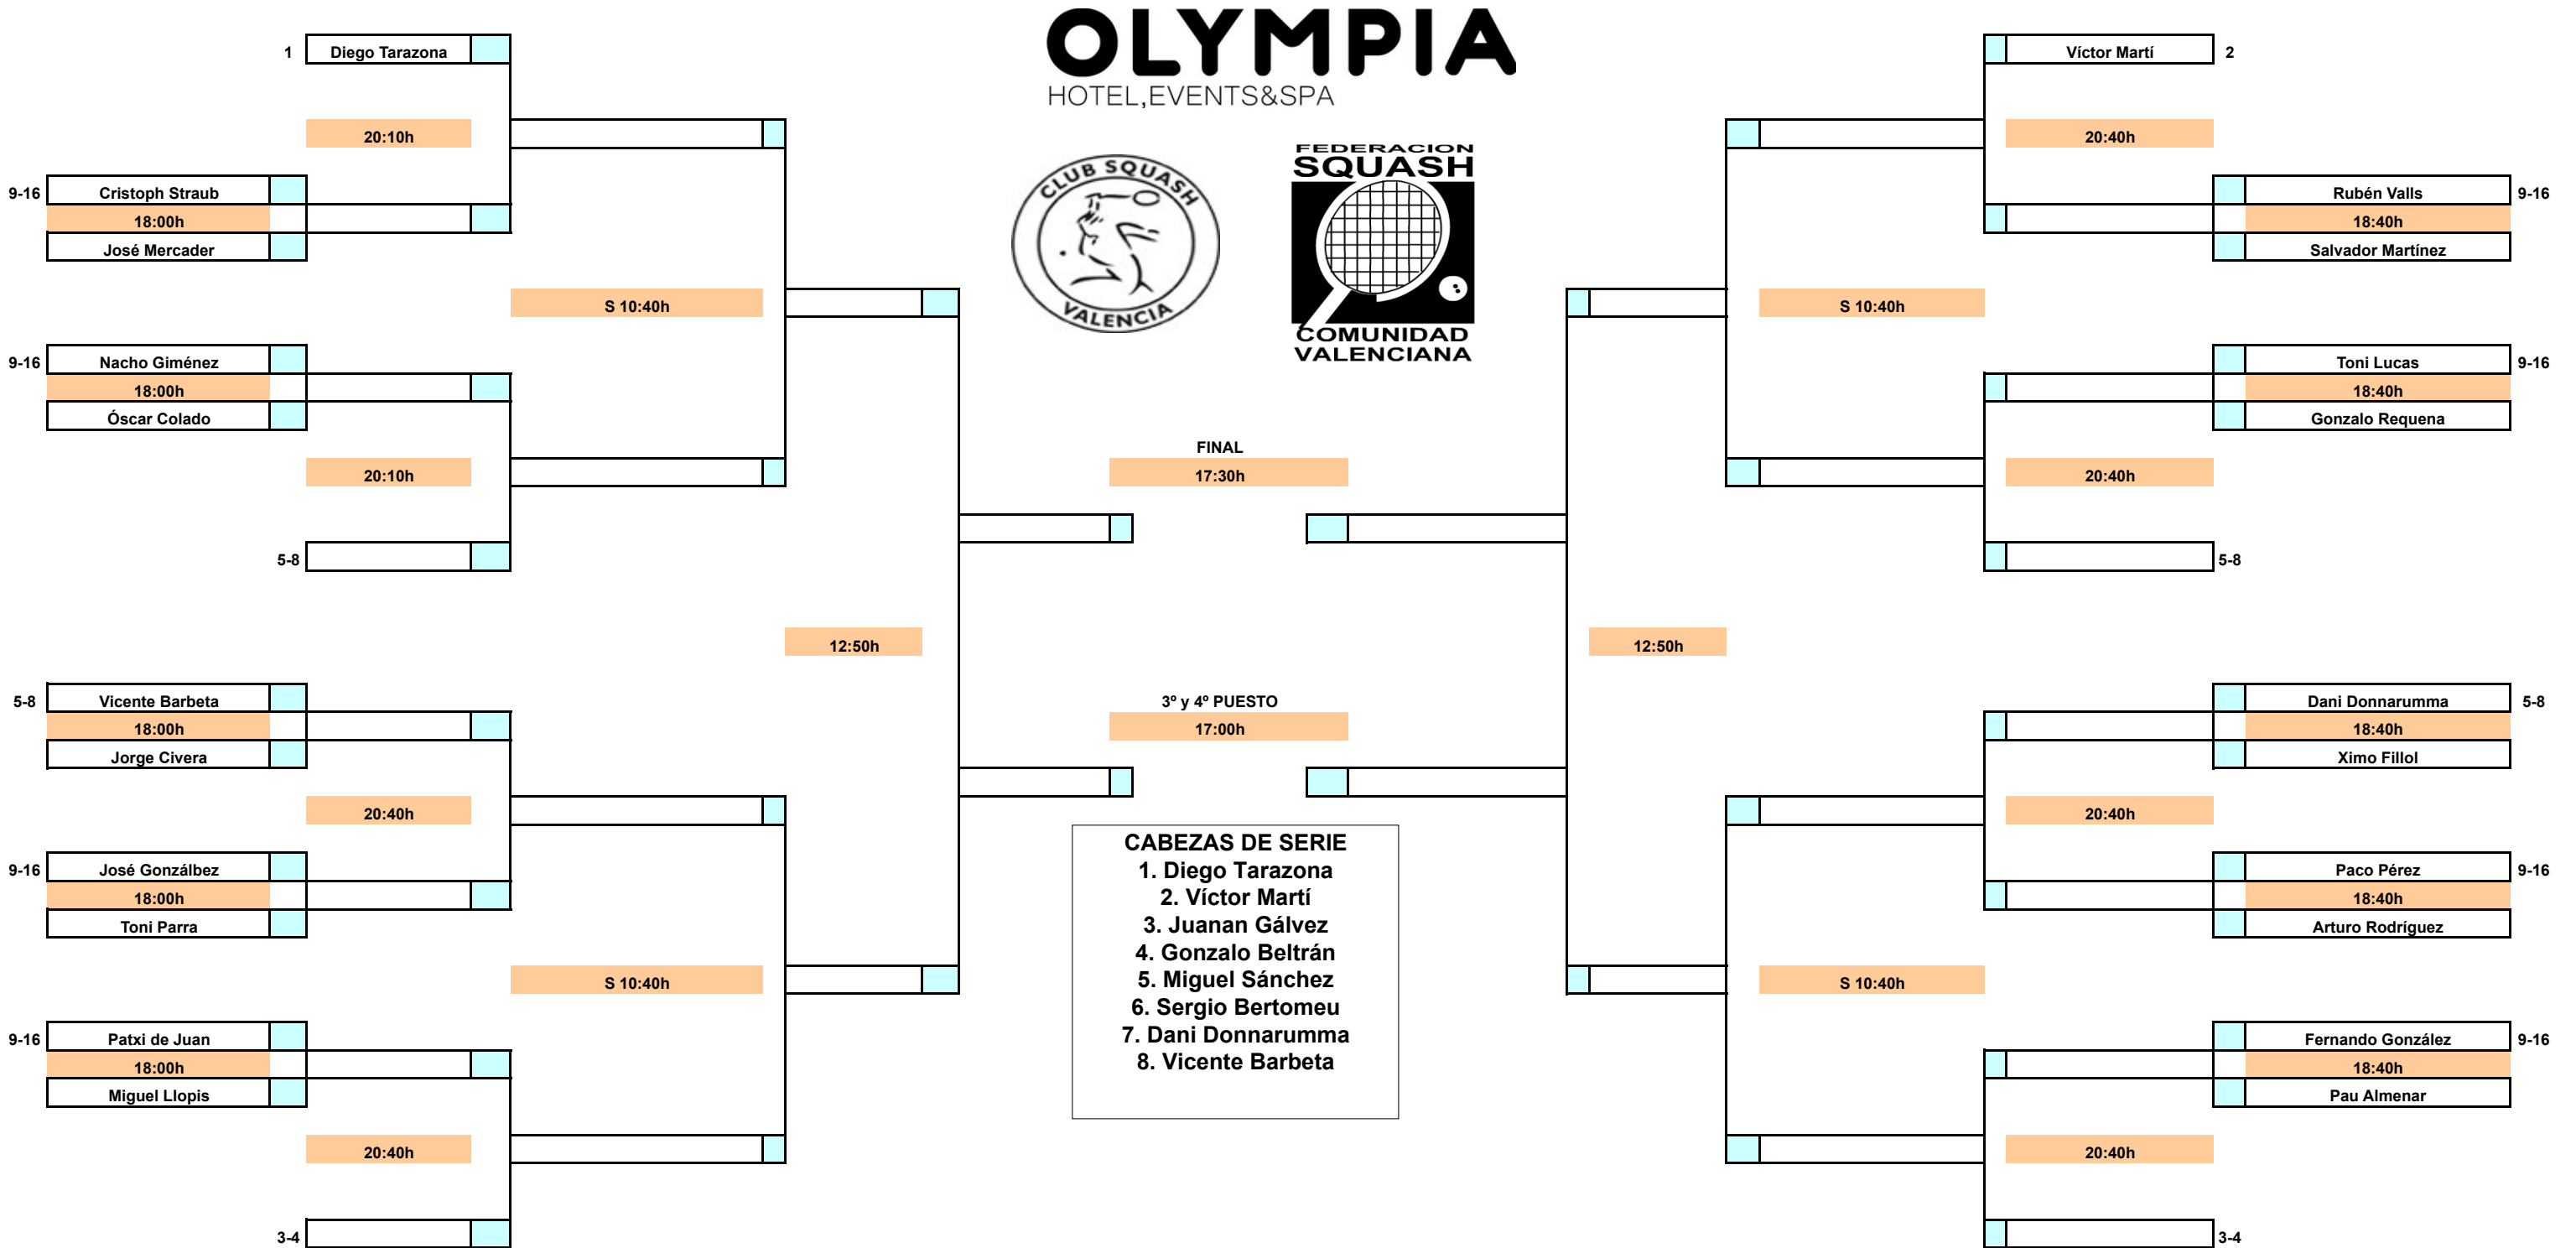 OLYMPIA
HOTEL,EVENTS&SPA
CLUB SQUASH
VALENCIA
FEDERACION
SQUASH
COMUNIDAD
VALENCIANA
1 Diego Tarazona
20:10h
9-16 Cristoph Straub
18:00h
José Mercader
S 10:40h
9-16 Nacho Giménez
18:00h
Óscar Colado
20:10h
5-8
12:50h
5-8 Vicente Barbeta
18:00h
Jorge Civera
20:40h
9-16 José Gonzálbez
18:00h
Toni Parra
S 10:40h
9-16 Patxi de Juan
18:00h
Miguel Llopis
20:40h
3-4
FINAL
17:30h
3º y 4º PUESTO
17:00h
CABEZAS DE SERIE
1. Diego Tarazona
2. Víctor Martí
3. Juanan Gálvez
4. Gonzalo Beltrán
5. Miguel Sánchez
6. Sergio Bertomeu
7. Dani Donnarumma
8. Vicente Barbeta
Víctor Martí 2
20:40h
Rubén Valls 9-16
18:40h
Salvador Martínez
S 10:40h
Toni Lucas 9-16
18:40h
Gonzalo Requena
20:40h
5-8
12:50h
Dani Donnarumma 5-8
18:40h
Ximo Fillol
20:40h
Paco Pérez 9-16
18:40h
Arturo Rodríguez
S 10:40h
Fernando González 9-16
18:40h
Pau Almenar
20:40h
3-4